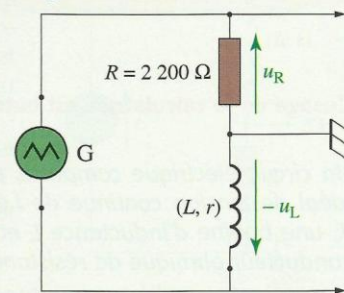 R = 2 200 Ω
u_R
G
(L, r)
– u_L